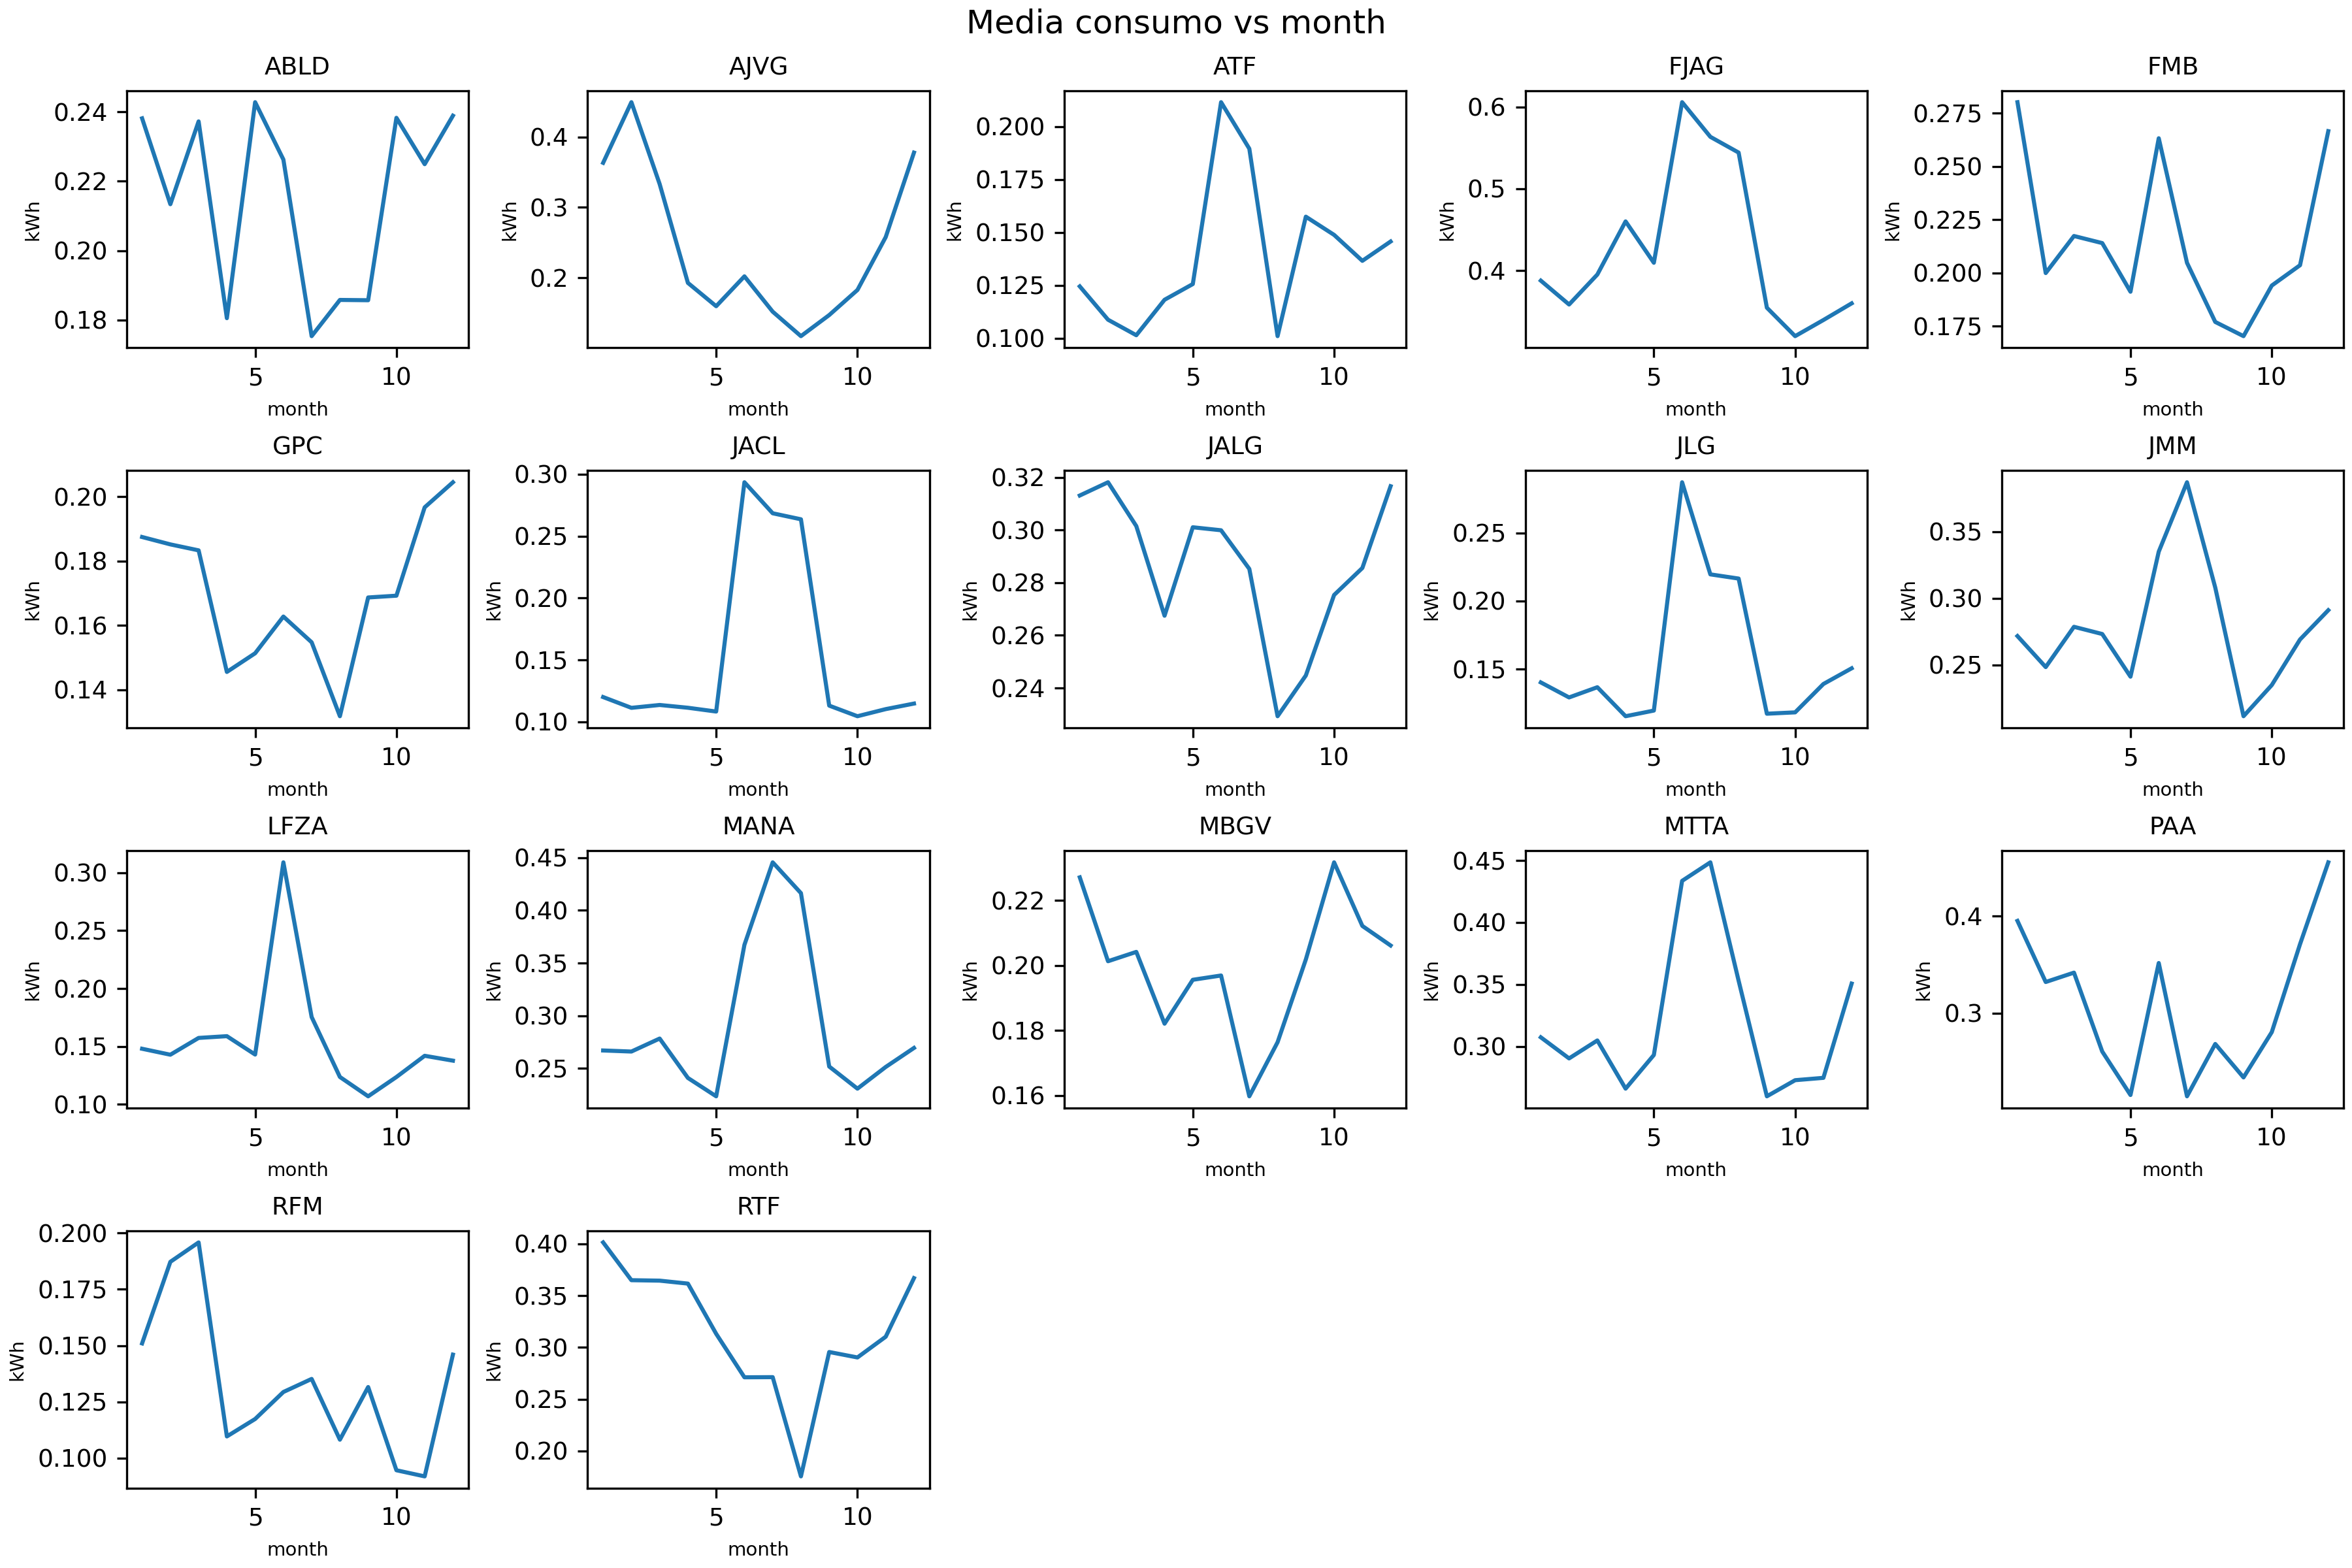 Media consumo vs month
ABLD
AJVG
ATF
FJAG
FMB
kWh
0.24
0.22
0.20
0.18
5
10
month
kWh
0.4
0.3
0.2
5
10
month
kWh
0.200
0.175
0.150
0.125
0.100
5
10
month
kWh
0.6
0.5
0.4
5
10
month
kWh
0.275
0.250
0.225
0.200
0.175
5
10
month
GPC
JACL
JALG
JLG
JMM
kWh
0.20
0.18
0.16
0.14
5
10
month
kWh
0.30
0.25
0.20
0.15
0.10
5
10
month
kWh
0.32
0.30
0.28
0.26
0.24
5
10
month
kWh
0.25
0.20
0.15
5
10
month
kWh
0.35
0.30
0.25
5
10
month
LFZA
MANA
MBGV
MTTA
PAA
kWh
0.30
0.25
0.20
0.15
0.10
5
10
month
kWh
0.45
0.40
0.35
0.30
0.25
5
10
month
kWh
0.22
0.20
0.18
0.16
5
10
month
kWh
0.45
0.40
0.35
0.30
5
10
month
kWh
0.4
0.3
5
10
month
RFM
RTF
kWh
0.200
0.175
0.150
0.125
0.100
5
10
month
kWh
0.40
0.35
0.30
0.25
0.20
5
10
month